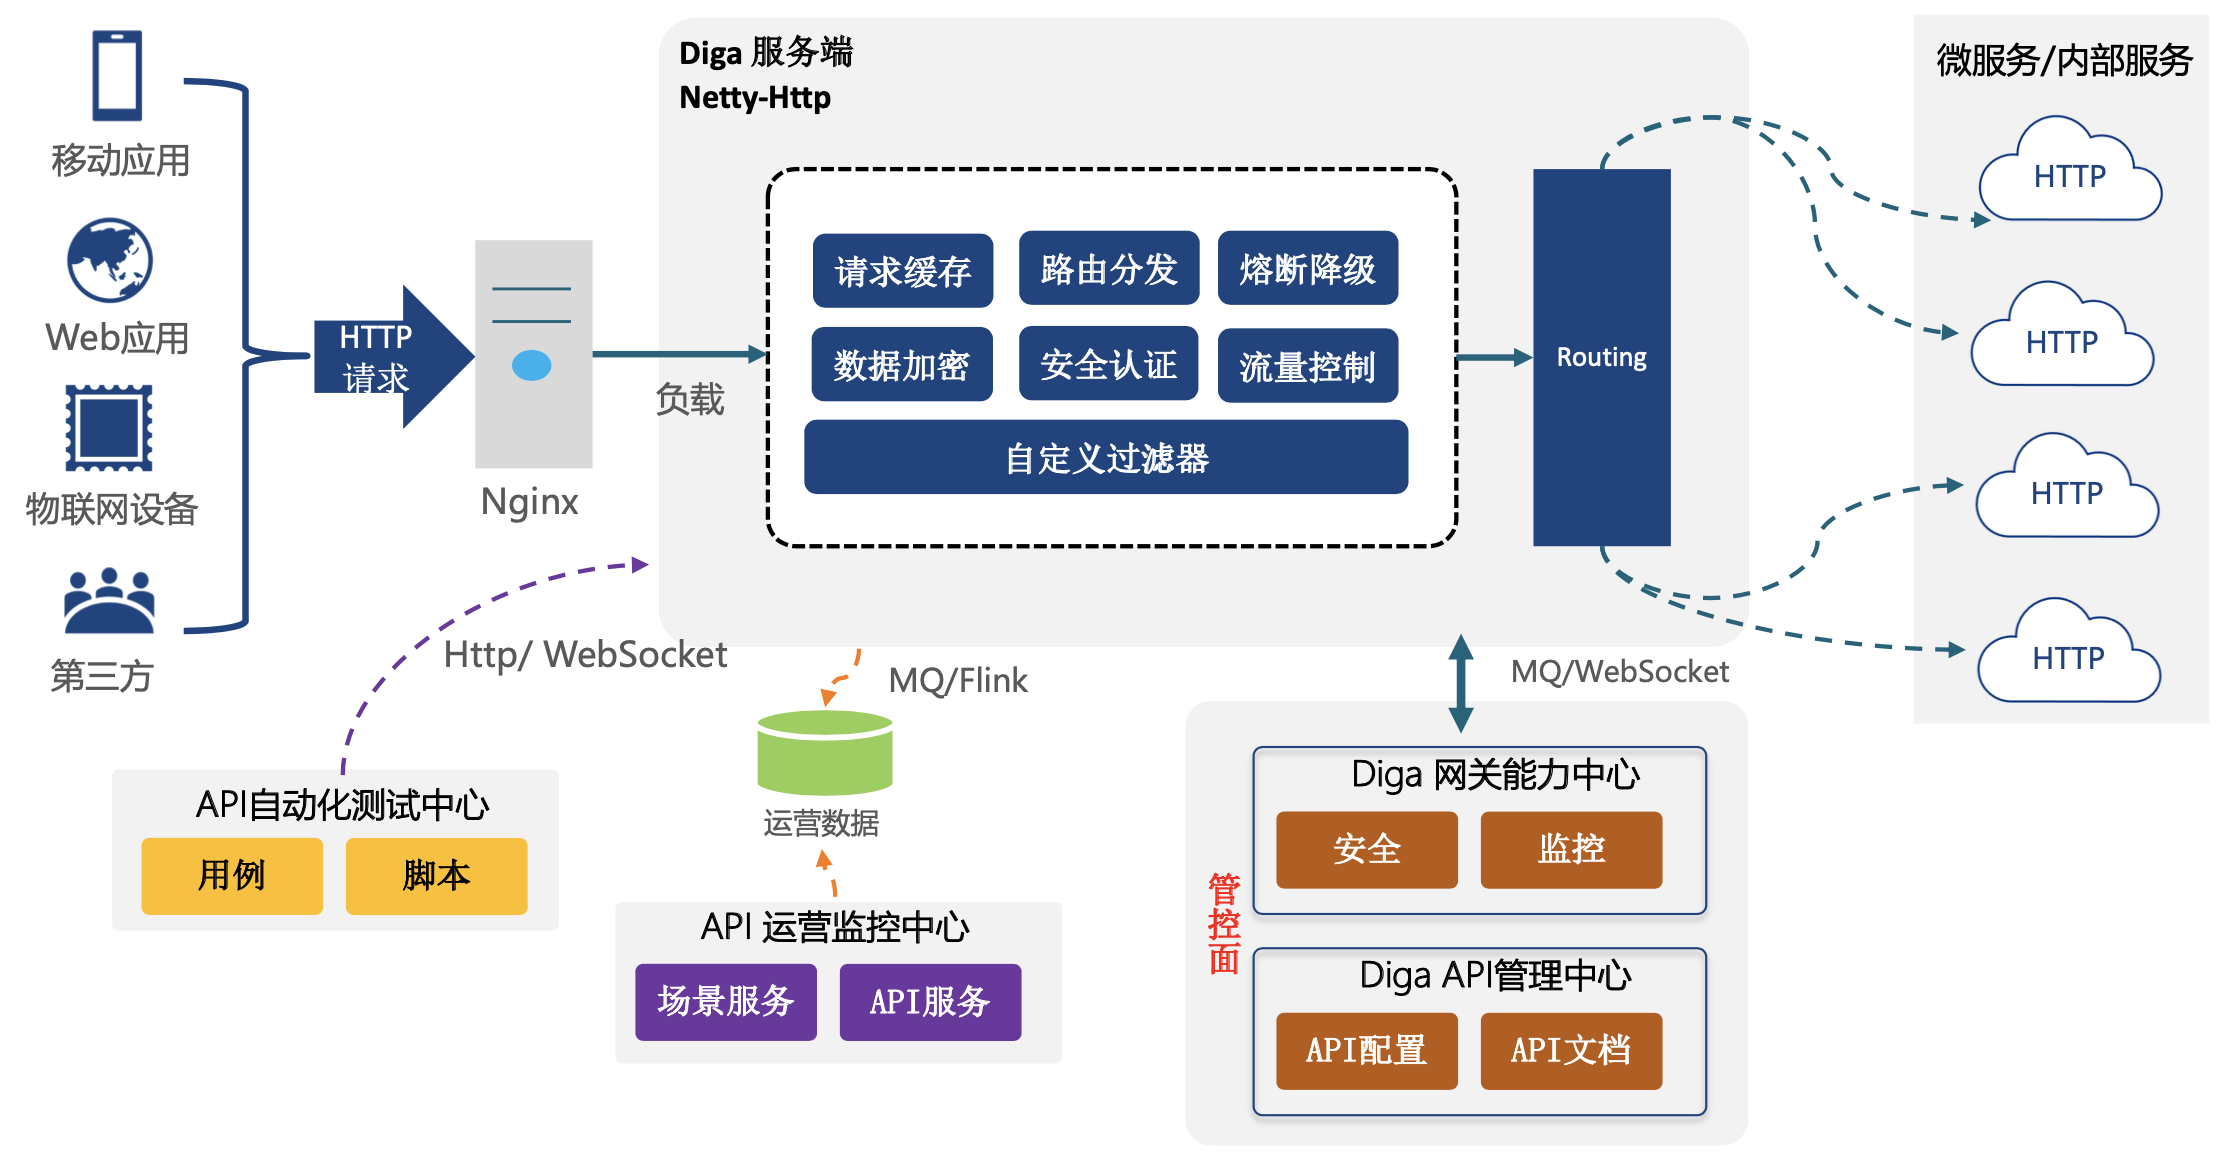 移动应用
Web应用
物联网设备
第三方
HTTP
请求
Nginx
负载
Diga 服务端
Netty-Http
请求缓存
路由分发
熔断降级
数据加密
安全认证
流量控制
自定义过滤器
Routing
微服务/内部服务
HTTP
HTTP
HTTP
HTTP
Http/ WebSocket
MQ/Flink
MQ/WebSocket
API自动化测试中心
用例
脚本
运营数据
API 运营监控中心
场景服务
API服务
管控面
Diga 网关能力中心
安全
监控
Diga API管理中心
API配置
API文档